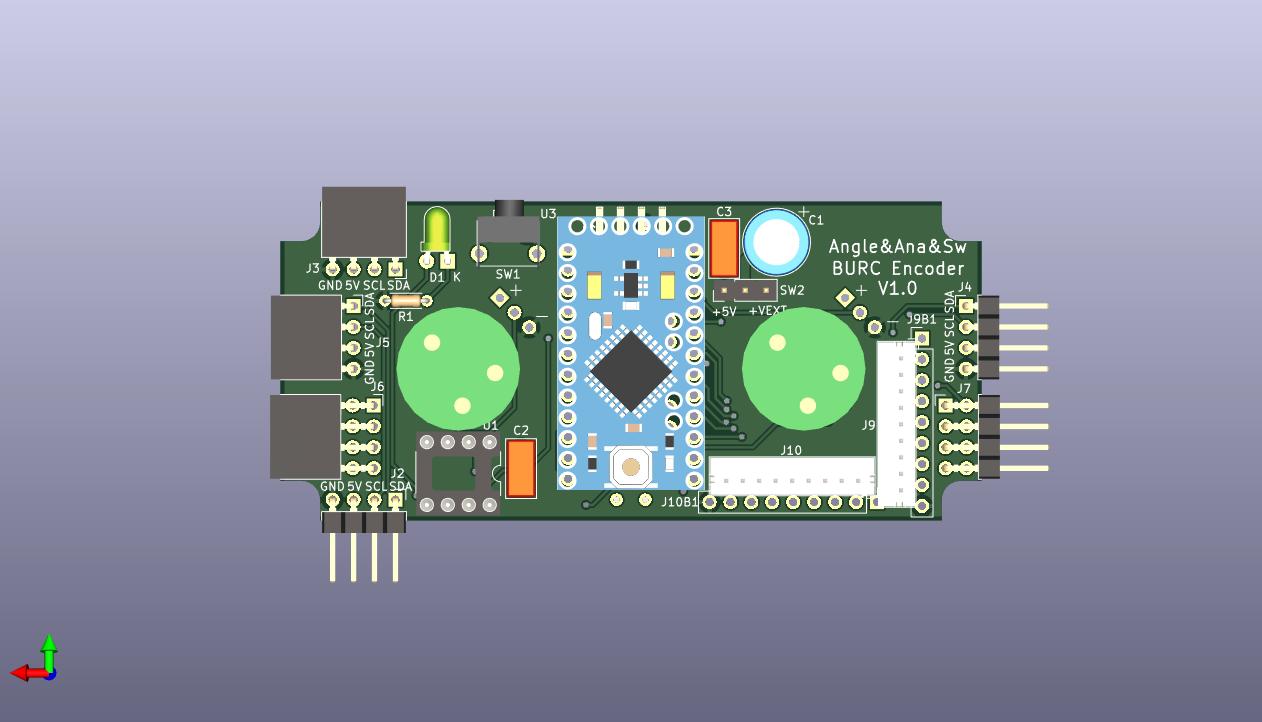 U3
C3
+
C1
Angle&Ana&Sw
BURC Encoder
V1.0
J3
D1
K
SW1
GND 5V SCL SDA
R1
+
−
SW2
+5V
+VEXT
+
−
J4
J9B1
GND 5V SCL SDA
J5
GND 5V SCL SDA
J6
J7
U1
C2
J9
J10
J2
GND 5V SCL SDA
J10B1